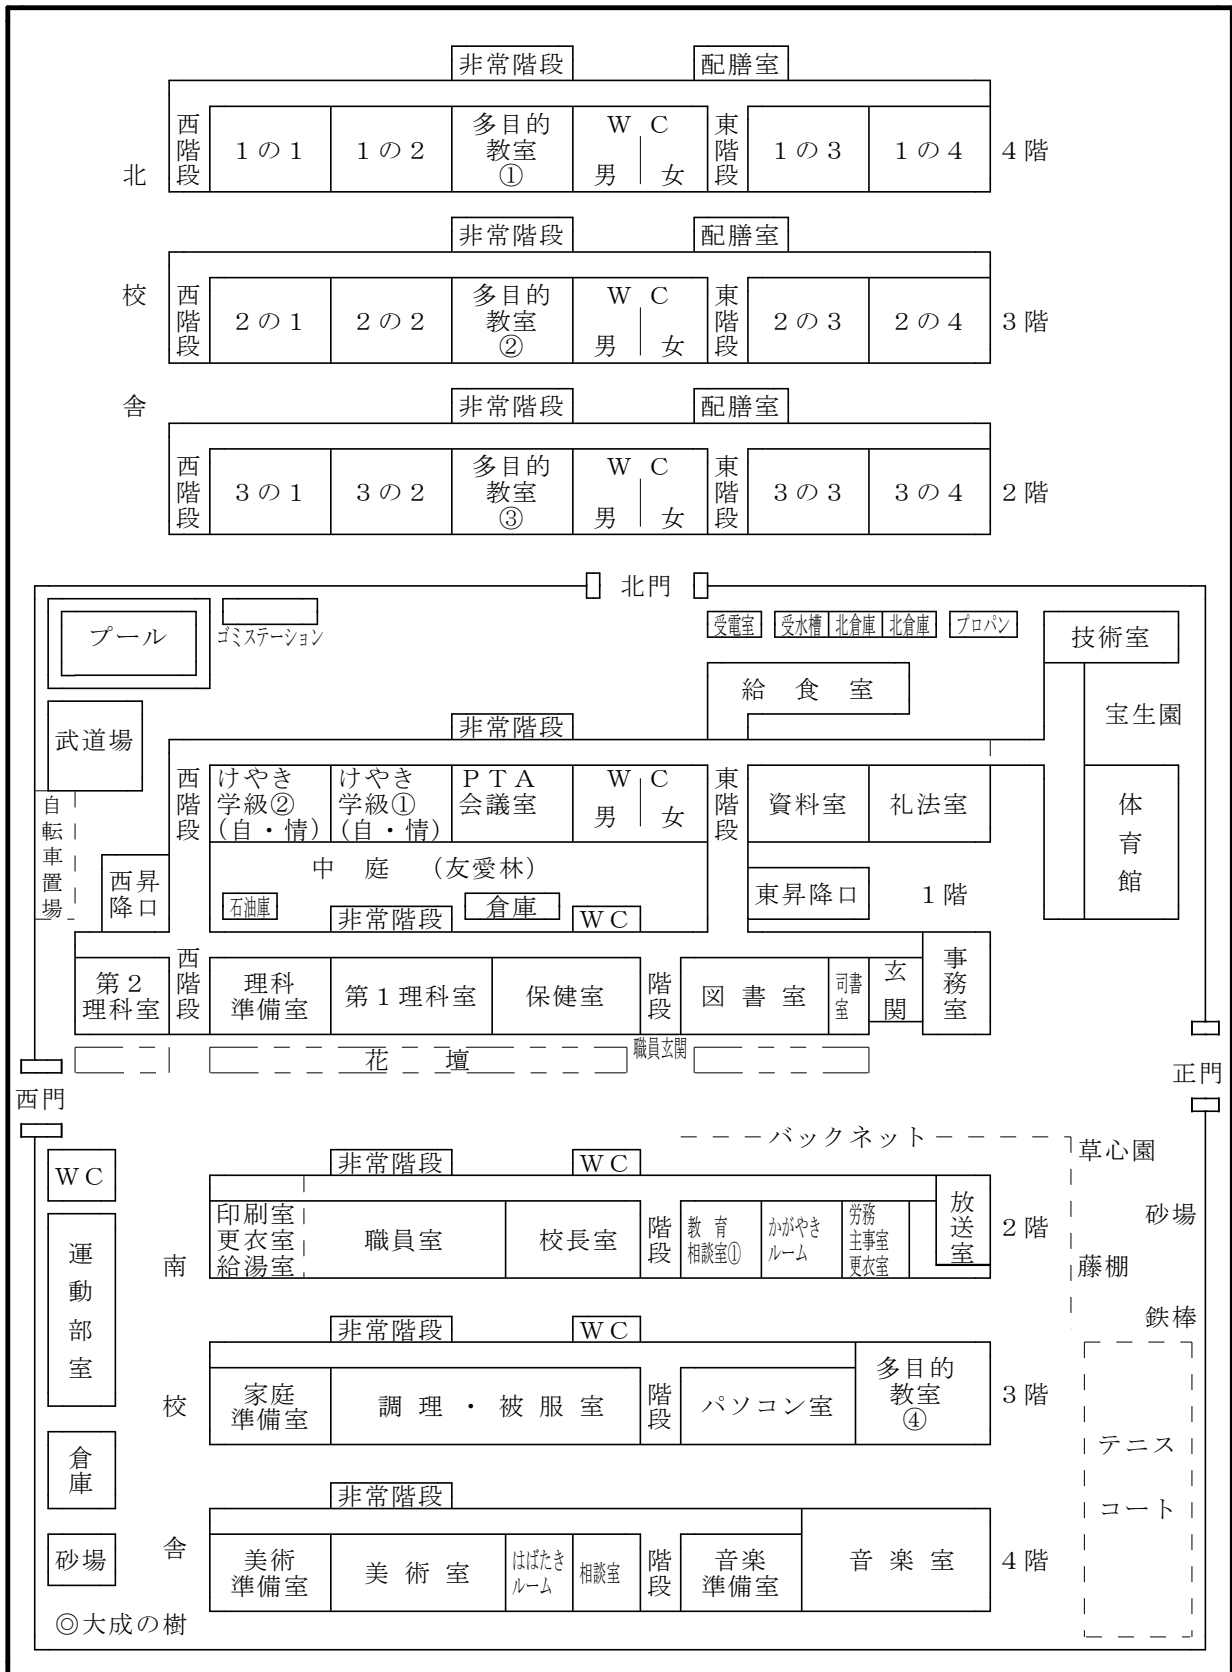 非常階段 配膳室
西階段 1の1 1の2 多目的教室① WC 男 女 東階段 1の3 1の4 4階
北
非常階段 配膳室
校
西階段 2の1 2の2 多目的教室② WC 男 女 東階段 2の3 2の4 3階
舎
非常階段 配膳室
西階段 3の1 3の2 多目的教室③ WC 男 女 東階段 3の3 3の4 2階
北門
プール ゴミステーション 受電室 受水槽 北倉庫 北倉庫 プロパン 技術室
給食室
宝生園
武道場 非常階段
西階段 けやき学級②(自・情) けやき学級①(自・情) PTA会議室 WC 男 女 東階段 資料室 礼法室
自転車置場
体育館
中庭 (友愛林)
西昇降口 石油庫 非常階段 倉庫 WC 東昇降口 1階
第2理科室 西階段 理科準備室 第1理科室 保健室 階段 図書室 司書室 玄関 事務室
花壇 職員玄関
西門 正門
バックネット 草心園
WC 非常階段 WC
印刷室 更衣室 給湯室 職員室 校長室 階段 教育相談室① かがやきルーム 労務主事室更衣室 放送室 2階
砂場
運動部室
南
藤棚
鉄棒
非常階段 WC
家庭準備室 調理・被服室 階段 パソコン室 多目的教室④ 3階
校
倉庫
テニスコート
非常階段
砂場
舎
美術準備室 美術室 はばたきルーム 相談室 階段 音楽準備室 音楽室 4階
◎大成の樹